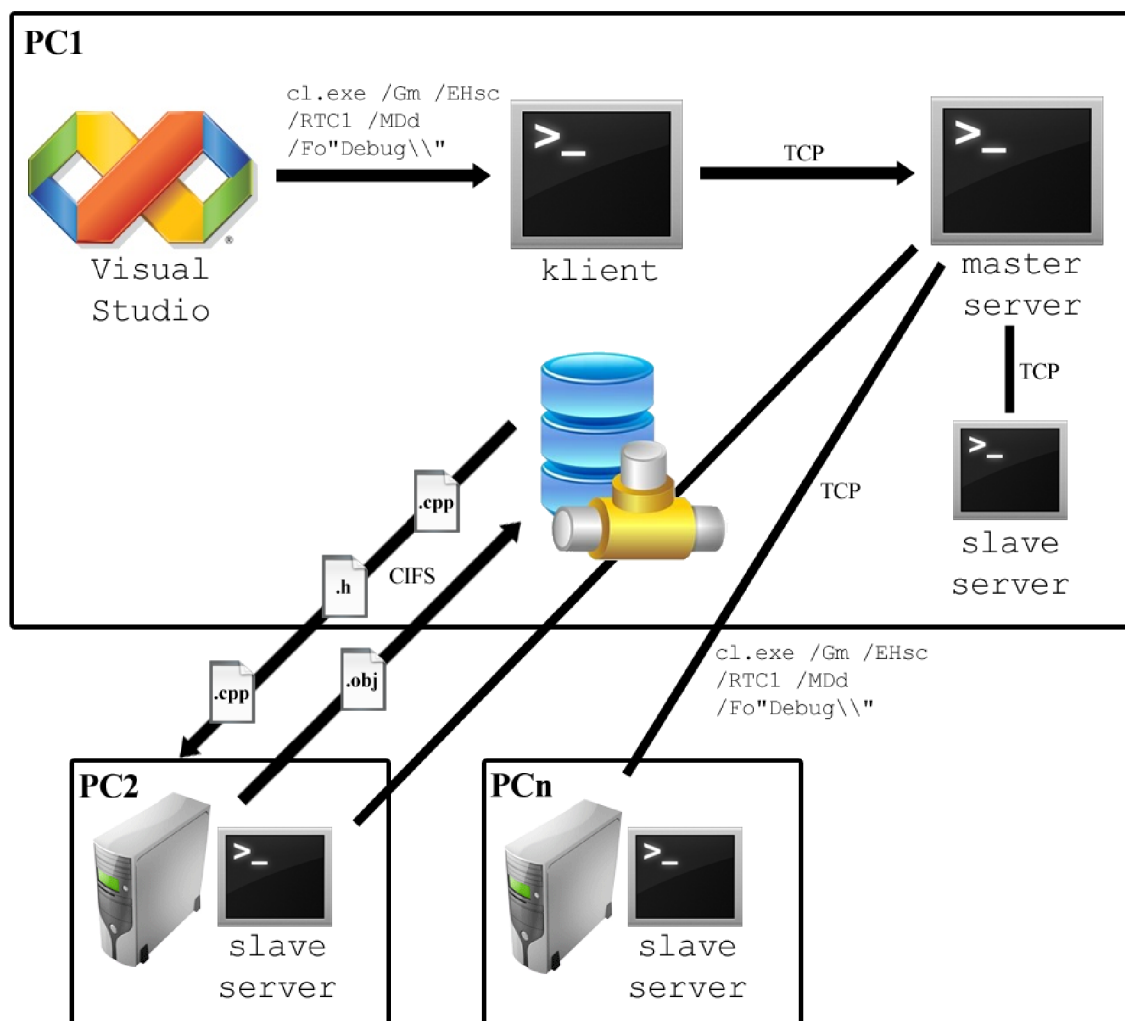 PC1
cl.exe /Gm /EHsc
/RTC1 /MDd
/Fo"Debug\\"
>_
TCP
>_
®
Visual
Studio
klient
master
server
TCP
>_
slave
server
.cpp
.h
CIFS
.cpp
.obj
TCP
cl.exe /Gm /EHsc
/RTC1 /MDd
/Fo"Debug\\"
PC2
>_
slave
server
PCn
>_
slave
server